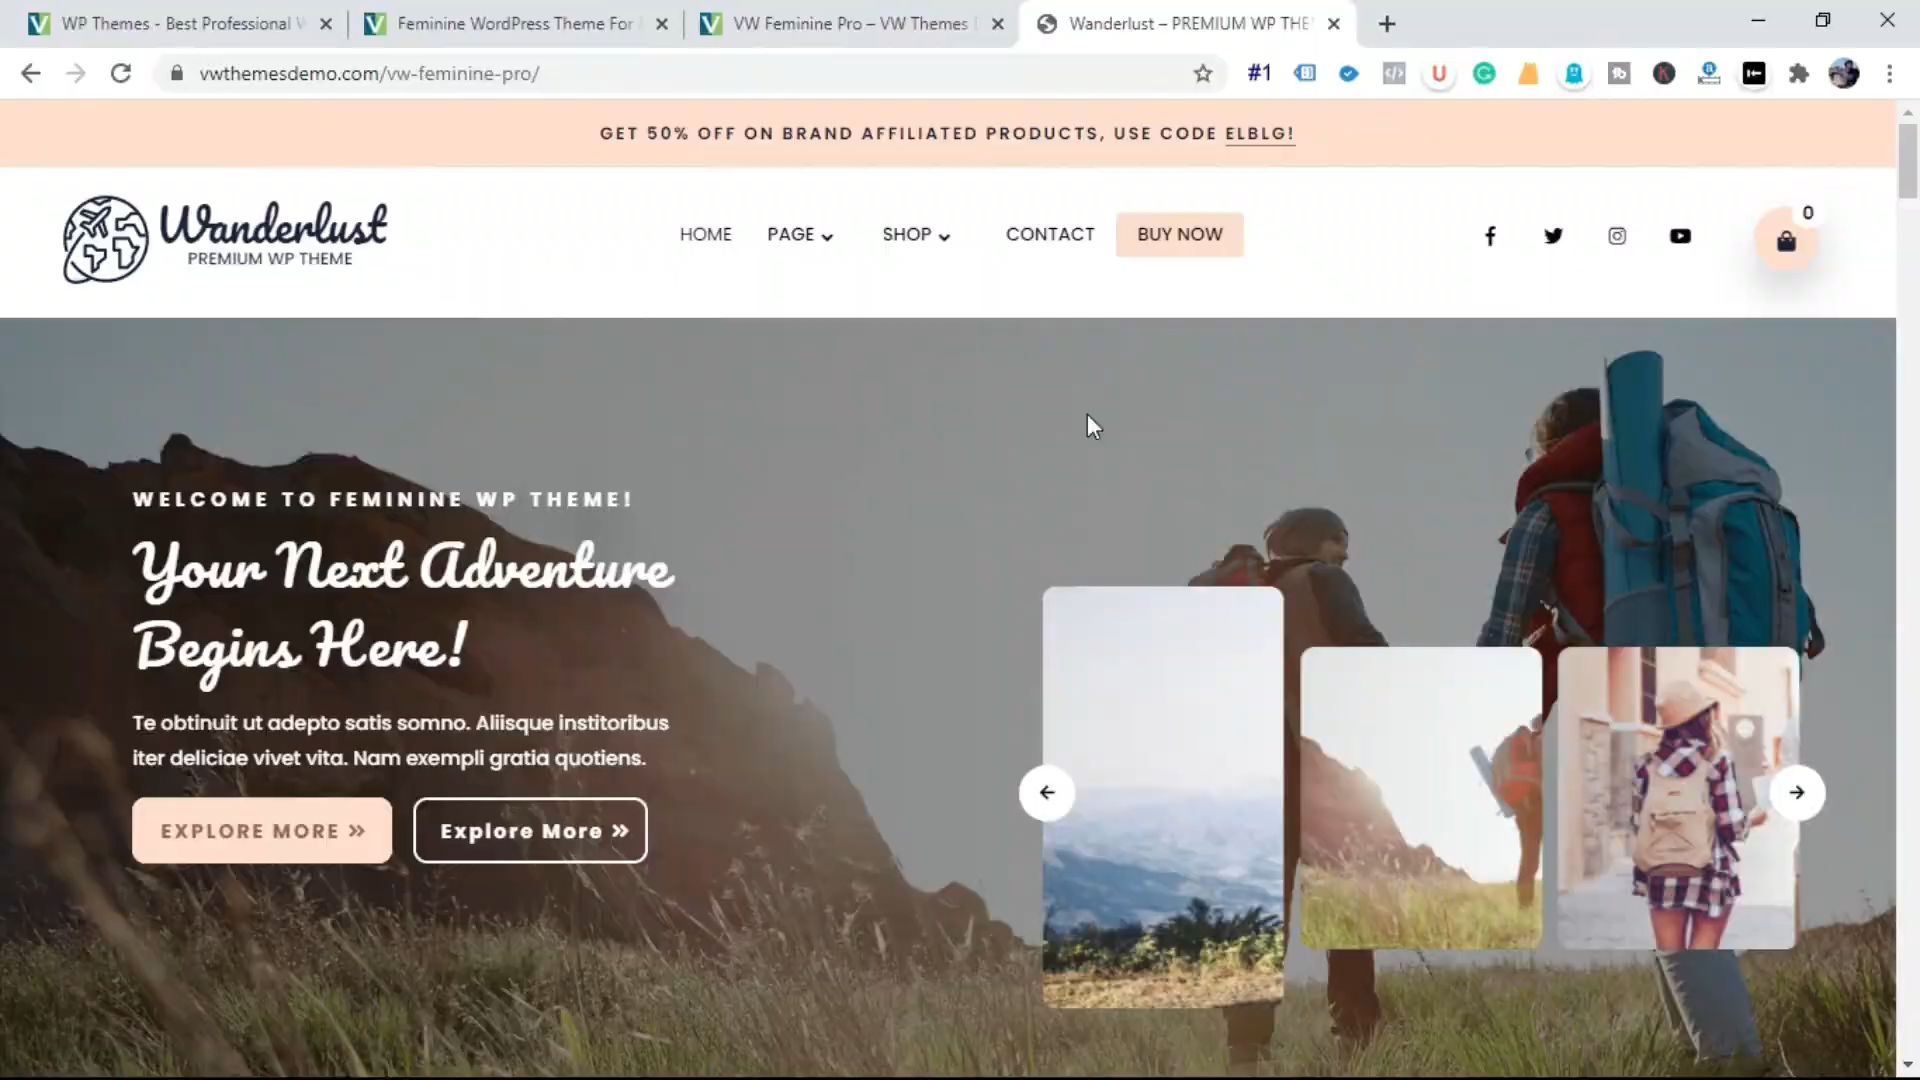 WP Themes - Best Professional
Feminine WordPress Theme For
VW Feminine Pro – VW Themes
Wanderlust – PREMIUM WP THE
vwthemesdemo.com/vw-feminine-pro/
#1
GET 50% OFF ON BRAND AFFILIATED PRODUCTS, USE CODE ELBLG!
Wanderlust
PREMIUM WP THEME
HOME PAGE SHOP CONTACT BUY NOW
0
WELCOME TO FEMININE WP THEME!
Your Next Adventure
Begins Here!
Te obtinuit ut adepto satis somno. Aliisque institoribus
iter deliciae vivet vita. Nam exempli gratia quotiens.
EXPLORE MORE »
Explore More »